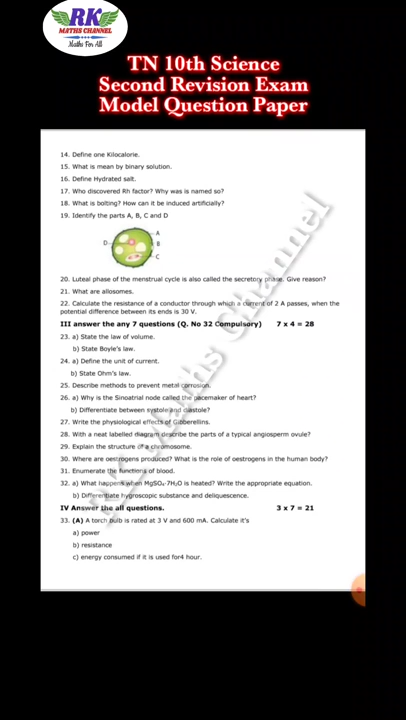 RK
MATHS CHANNEL
Maths For All
TN 10th Science
Second Revision Exam
Model Question Paper
14. Define one Kilocalorie.
15. What is mean by binary solution.
16. Define Hydrated salt.
17. Who discovered Rh factor? Why was is named so?
18. What is bolting? How can it be induced artificially?
19. Identify the parts A, B, C and D
A
D
B
C
20. Luteal phase of the menstrual cycle is also called the secretory phase. Give reason?
21. What are allosomes.
22. Calculate the resistance of a conductor through which a current of 2 A passes, when the
potential difference between its ends is 30 V.
III answer the any 7 questions (Q. No 32 Compulsory) 7 x 4 = 28
23. a) State the law of volume.
b) State Boyle's law.
24. a) Define the unit of current.
b) State Ohm's law.
25. Describe methods to prevent metal corrosion.
26. a) Why is the Sinoatrial node called the pacemaker of heart?
b) Differentiate between systole and diastole?
27. Write the physiological effects of Gibberellins.
28. With a neat labelled diagram describe the parts of a typical angiosperm ovule?
29. Explain the structure of a chromosome.
30. Where are oestrogens produced? What is the role of oestrogens in the human body?
31. Enumerate the functions of blood.
32. a) What happens when MgSO₄·7H₂O is heated? Write the appropriate equation.
b) Differentiate hygroscopic substance and deliquescence.
IV Answer the all questions. 3 x 7 = 21
33. (A) A torch bulb is rated at 3 V and 600 mA. Calculate it's
a) power
b) resistance
c) energy consumed if it is used for4 hour.
RK Maths Channel